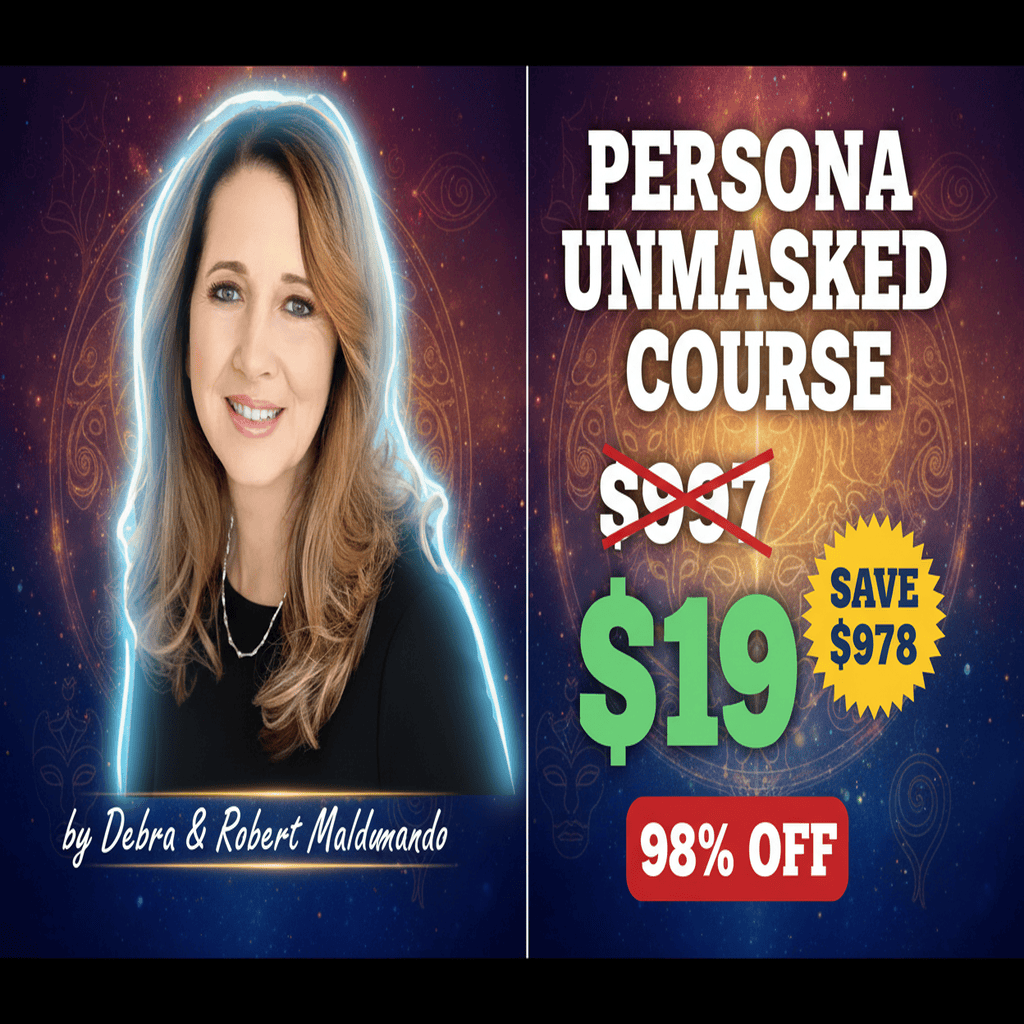 by Debra & Robert Maldumando
PERSONA
UNMASKED
COURSE
$997
$19
SAVE
$978
98% OFF